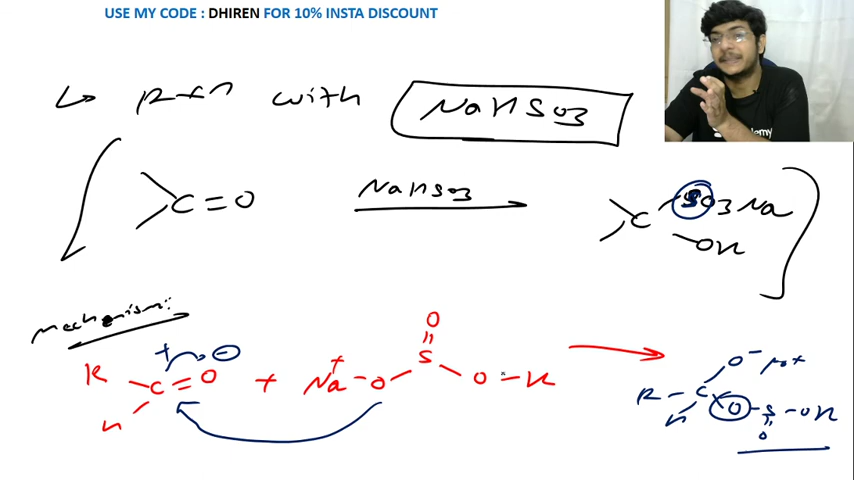 USE MY CODE : DHIREN FOR 10% INSTA DISCOUNT
↳ Rxn with NaHSO3
C=O NaHSO3 C SO3Na
OH
mechanism:
+ ⊖
O
S
R C=O + Na+ -O O-H
H
O- Na+
R-C O-S-OH
H O